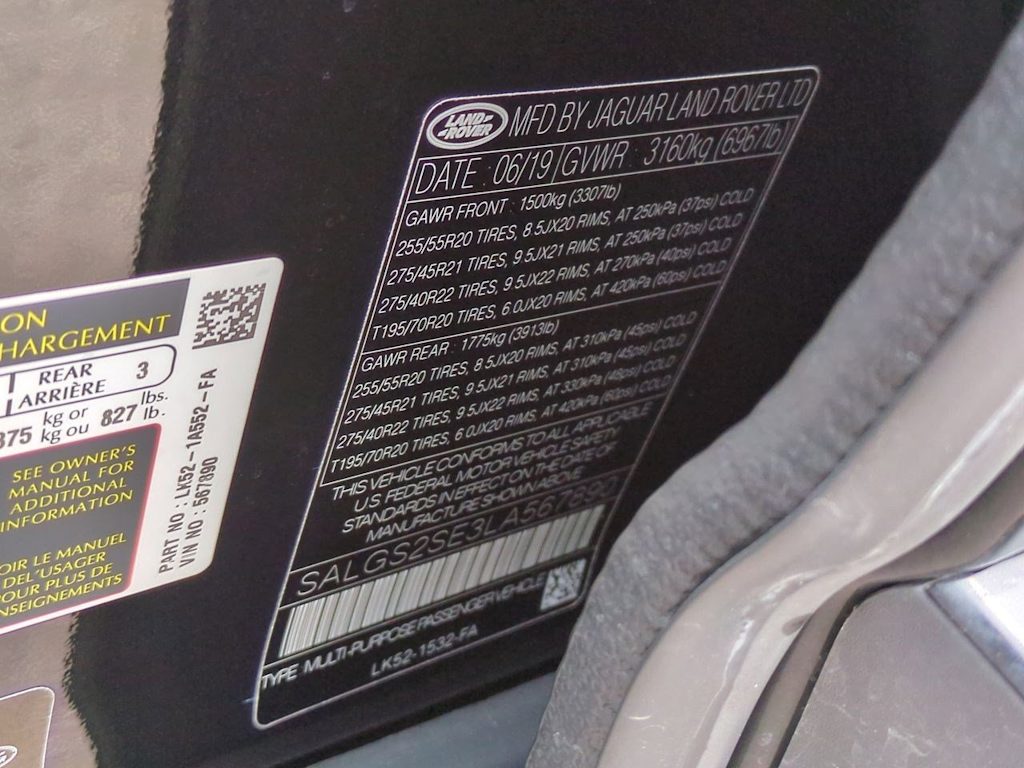 LAND ROVER MFD BY JAGUAR LAND ROVER LTD
DATE : 06/19 GVWR : 3160kg (6967lb)
GAWR FRONT : 1500kg (3307lb)
255/55R20 TIRES, 8.5JX20 RIMS, AT 250kPa (37psi) COLD
275/45R21 TIRES, 9.5JX21 RIMS, AT 250kPa (37psi) COLD
275/40R22 TIRES, 9.5JX22 RIMS, AT 270kPa (40psi) COLD
T195/70R20 TIRES, 6.0JX20 RIMS, AT 420kPa (60psi) COLD
GAWR REAR : 1775kg (3913lb)
255/55R20 TIRES, 8.5JX20 RIMS, AT 310kPa (45psi) COLD
275/45R21 TIRES, 9.5JX21 RIMS, AT 310kPa (45psi) COLD
275/40R22 TIRES, 9.5JX22 RIMS, AT 330kPa (48psi) COLD
T195/70R20 TIRES, 6.0JX20 RIMS, AT 420kPa (60psi) COLD
THIS VEHICLE CONFORMS TO ALL APPLICABLE
U.S. FEDERAL MOTOR VEHICLE SAFETY
STANDARDS IN EFFECT ON THE DATE OF
MANUFACTURE SHOWN ABOVE.
SALGS2SE3LA567890
TYPE MULTI-PURPOSE PASSENGER VEHICLE
LK52-1532-FA
ON
HARGEMENT
REAR 3
ARRIÈRE
375 kg or 827 lbs.
kg ou lb.
SEE OWNER'S
MANUAL FOR
ADDITIONAL
INFORMATION
OIR LE MANUEL
DEL'USAGER
POUR PLUS DE
NSEIGNEMENTS
PART NO : LK52-1A552-FA
VIN NO : 567890